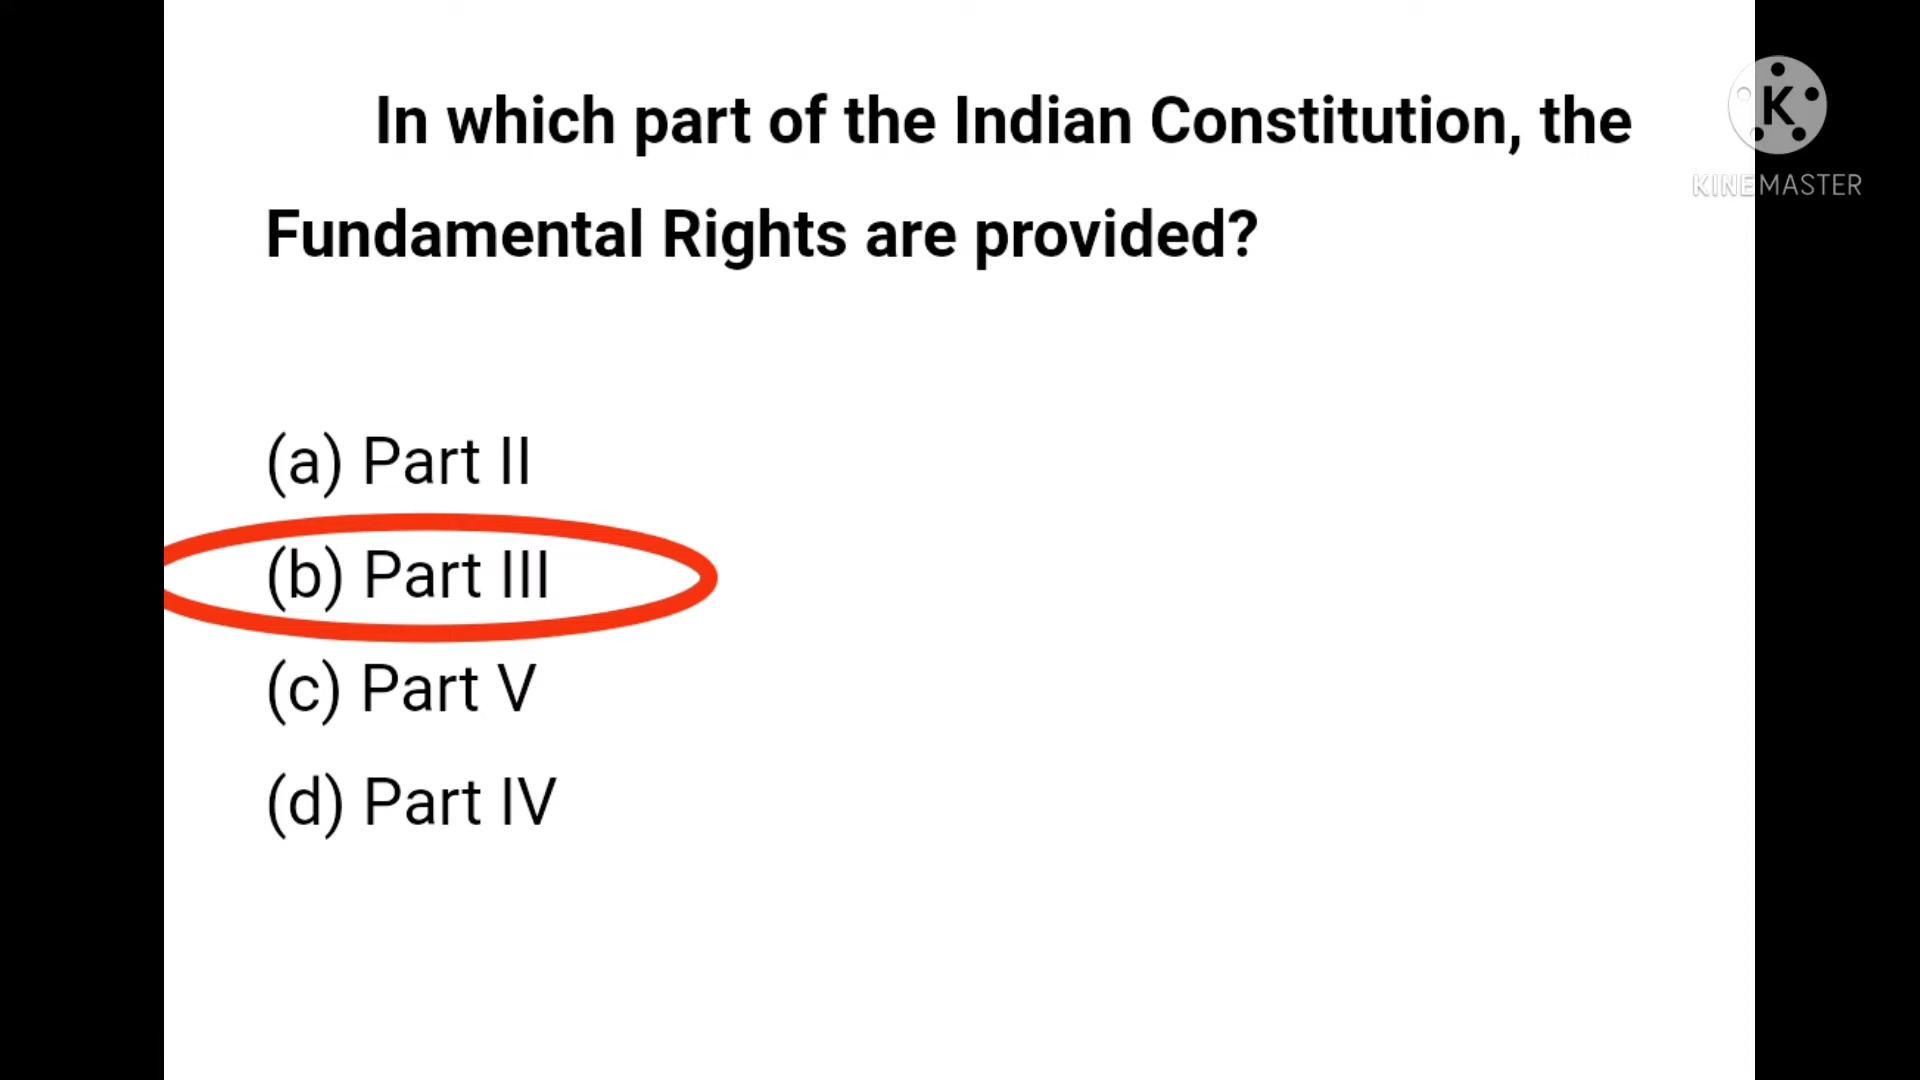 In which part of the Indian Constitution, the
Fundamental Rights are provided?
K
KINEMASTER
(a) Part II
(b) Part III
(c) Part V
(d) Part IV